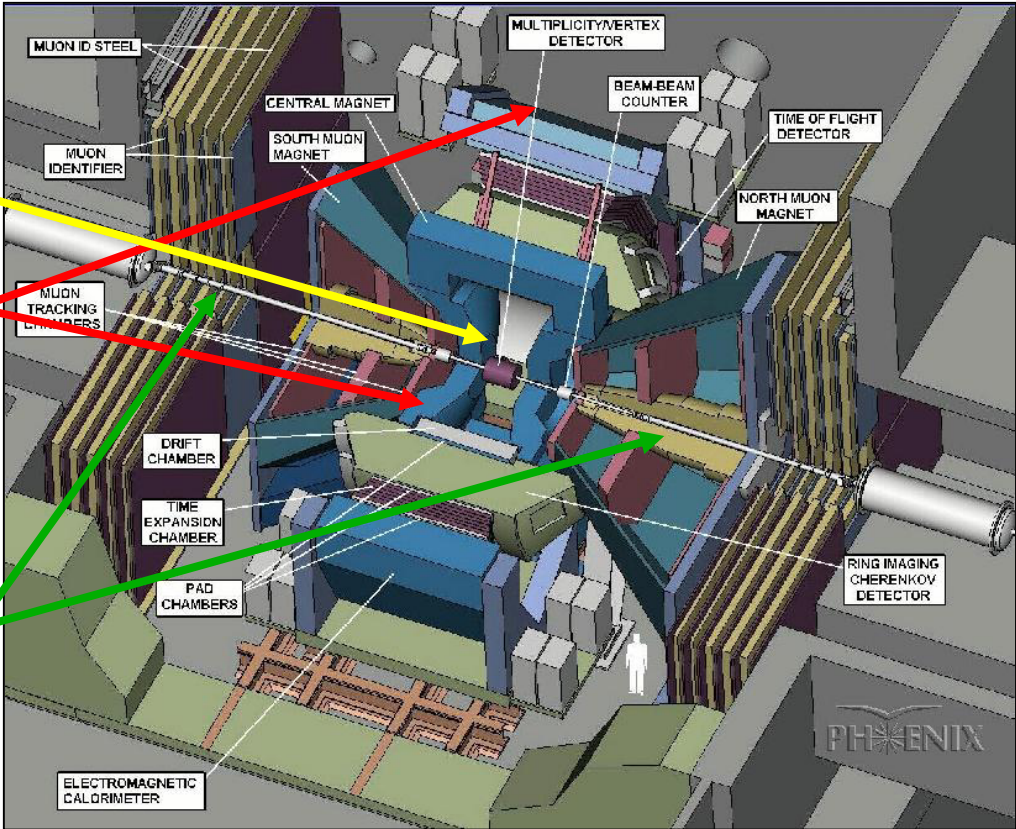 MUON ID STEEL
MULTIPLICITY/VERTEX
DETECTOR
BEAM-BEAM
COUNTER
CENTRAL MAGNET
TIME OF FLIGHT
DETECTOR
SOUTH MUON
MAGNET
MUON
IDENTIFIER
NORTH MUON
MAGNET
MUON
TRACKING
CHAMBERS
DRIFT
CHAMBER
TIME
EXPANSION
CHAMBER
PAD
CHAMBERS
RING IMAGING
CHERENKOV
DETECTOR
PHENIX
ELECTROMAGNETIC
CALORIMETER